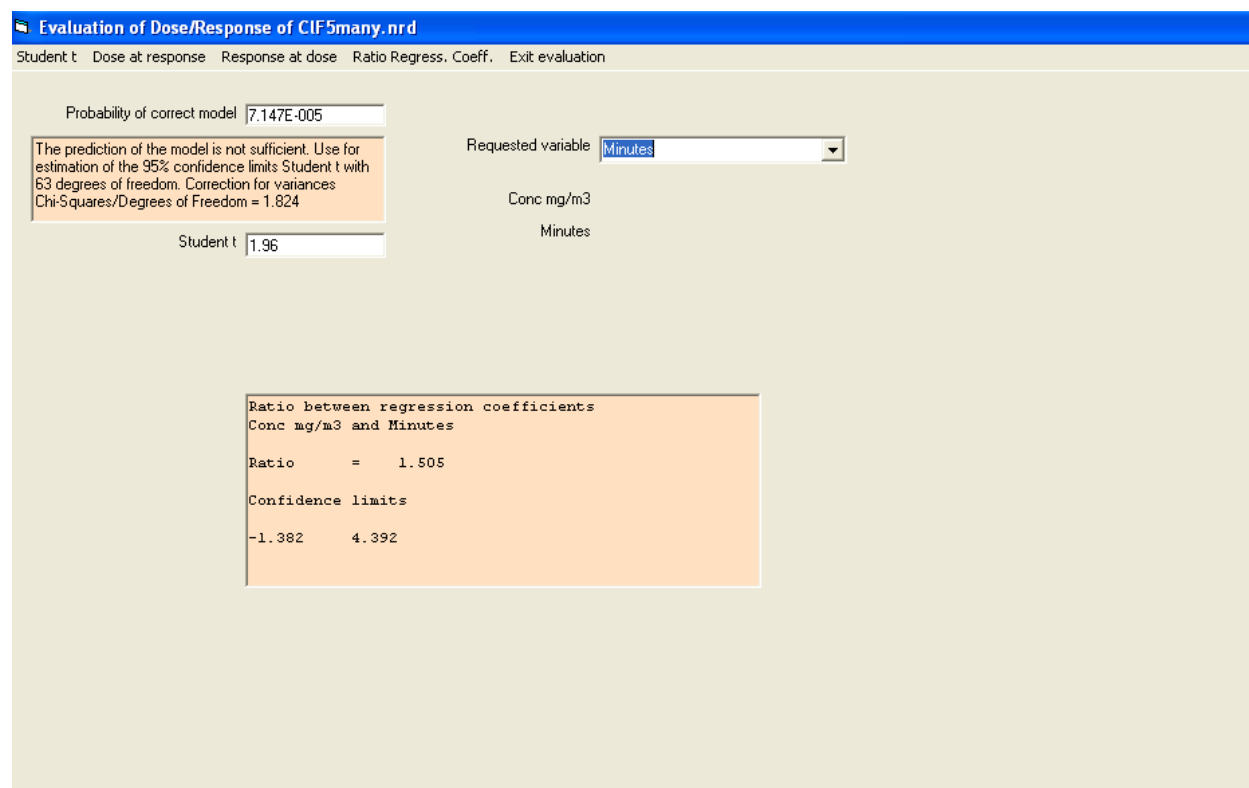 Evaluation of Dose/Response of ClF5many.nrd
Student t Dose at response Response at dose Ratio Regress. Coeff. Exit evaluation
Probability of correct model 7.147E-005
The prediction of the model is not sufficient. Use for
estimation of the 95% confidence limits Student t with
63 degrees of freedom. Correction for variances
Chi-Squares/Degrees of Freedom = 1.824
Student t 1.96
Requested variable Minutes
Conc mg/m3
Minutes
Ratio between regression coefficients
Conc mg/m3 and Minutes
Ratio = 1.505
Confidence limits
-1.382 4.392